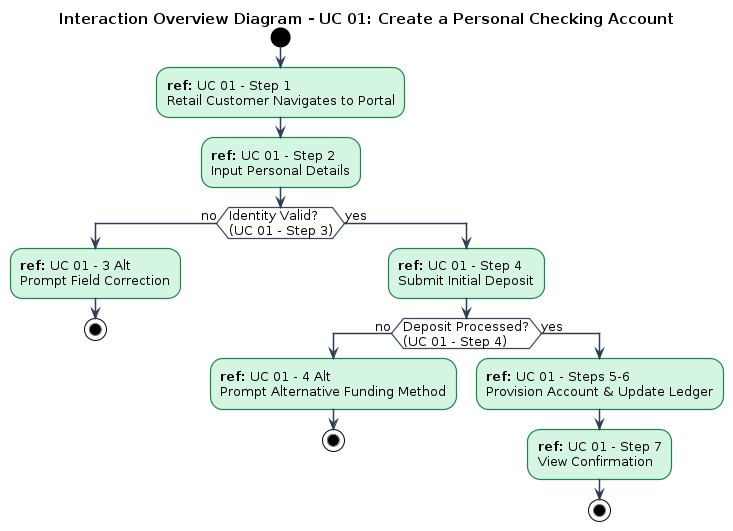 Interaction Overview Diagram - UC 01: Create a Personal Checking Account
ref: UC 01 - Step 1
Retail Customer Navigates to Portal
ref: UC 01 - Step 2
Input Personal Details
no
Identity Valid?
(UC 01 - Step 3)
yes
ref: UC 01 - 3 Alt
Prompt Field Correction
ref: UC 01 - Step 4
Submit Initial Deposit
no
Deposit Processed?
(UC 01 - Step 4)
yes
ref: UC 01 - 4 Alt
Prompt Alternative Funding Method
ref: UC 01 - Steps 5-6
Provision Account & Update Ledger
ref: UC 01 - Step 7
View Confirmation